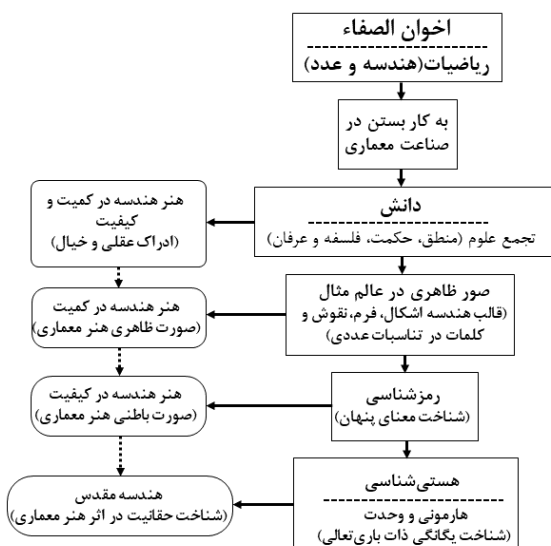 اخوان الصفاء
ریاضیات(هندسه و عدد)
به کار بستن در
صناعت معماری
دانش
تجمع علوم (منطق، حکمت، فلسفه و عرفان)
هنر هندسه در کمیت و
کیفیت
(ادراک عقلی و خیال)
صور ظاهری در عالم مثال
(قالب هندسه اشکال، فرم، نقوش و
کلمات در تناسبات عددی)
هنر هندسه در کمیت
(صورت ظاهری هنر معماری)
رمزشناسی
(شناخت معنای پنهان)
هنر هندسه در کیفیت
(صورت باطنی هنر معماری)
هستی‌شناسی
هارمونی و وحدت
(شناخت یگانگی ذات باری‌تعالی)
هندسه مقدس
(شناخت حقانیت در اثر هنر معماری)